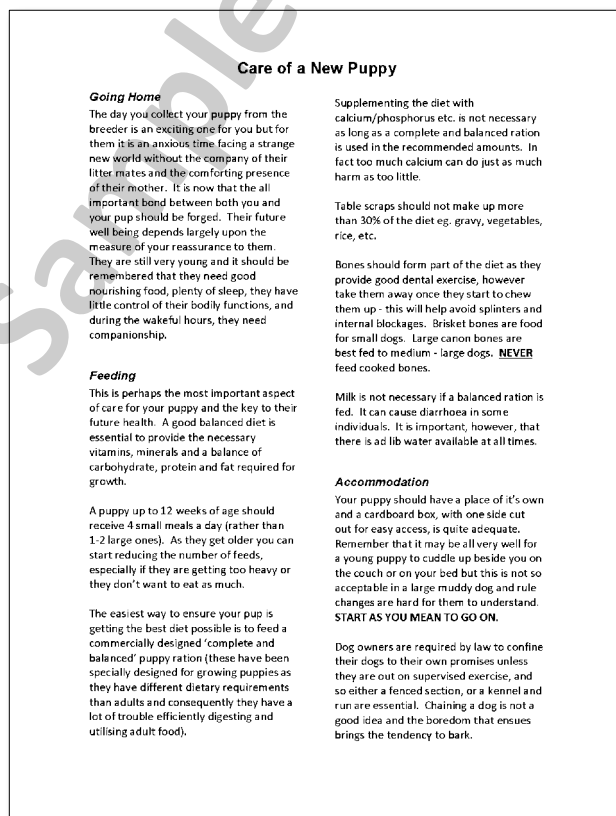 Sample
Care of a New Puppy
Going Home
The day you collect your puppy from the
breeder is an exciting one for you but for
them it is an anxious time facing a strange
new world without the company of their
litter mates and the comforting presence
of their mother. It is now that the all
important bond between both you and
your pup should be forged. Their future
well being depends largely upon the
measure of your reassurance to them.
They are still very young and it should be
remembered that they need good
nourishing food, plenty of sleep, they have
little control of their bodily functions, and
during the wakeful hours, they need
companionship.
Feeding
This is perhaps the most important aspect
of care for your puppy and the key to their
future health. A good balanced diet is
essential to provide the necessary
vitamins, minerals and a balance of
carbohydrate, protein and fat required for
growth.
A puppy up to 12 weeks of age should
receive 4 small meals a day (rather than
1-2 large ones). As they get older you can
start reducing the number of feeds,
especially if they are getting too heavy or
they don't want to eat as much.
The easiest way to ensure your pup is
getting the best diet possible is to feed a
commercially designed 'complete and
balanced' puppy ration (these have been
specially designed for growing puppies as
they have different dietary requirements
than adults and consequently they have a
lot of trouble efficiently digesting and
utilising adult food).
Supplementing the diet with
calcium/phosphorus etc. is not necessary
as long as a complete and balanced ration
is used in the recommended amounts. In
fact too much calcium can do just as much
harm as too little.
Table scraps should not make up more
than 30% of the diet eg. gravy, vegetables,
rice, etc.
Bones should form part of the diet as they
provide good dental exercise, however
take them away once they start to chew
them up - this will help avoid splinters and
internal blockages. Brisket bones are food
for small dogs. Large canon bones are
best fed to medium - large dogs. NEVER
feed cooked bones.
Milk is not necessary if a balanced ration is
fed. It can cause diarrhoea in some
individuals. It is important, however, that
there is ad lib water available at all times.
Accommodation
Your puppy should have a place of it's own
and a cardboard box, with one side cut
out for easy access, is quite adequate.
Remember that it may be all very well for
a young puppy to cuddle up beside you on
the couch or on your bed but this is not so
acceptable in a large muddy dog and rule
changes are hard for them to understand.
START AS YOU MEAN TO GO ON.
Dog owners are required by law to confine
their dogs to their own promises unless
they are out on supervised exercise, and
so either a fenced section, or a kennel and
run are essential. Chaining a dog is not a
good idea and the boredom that ensues
brings the tendency to bark.